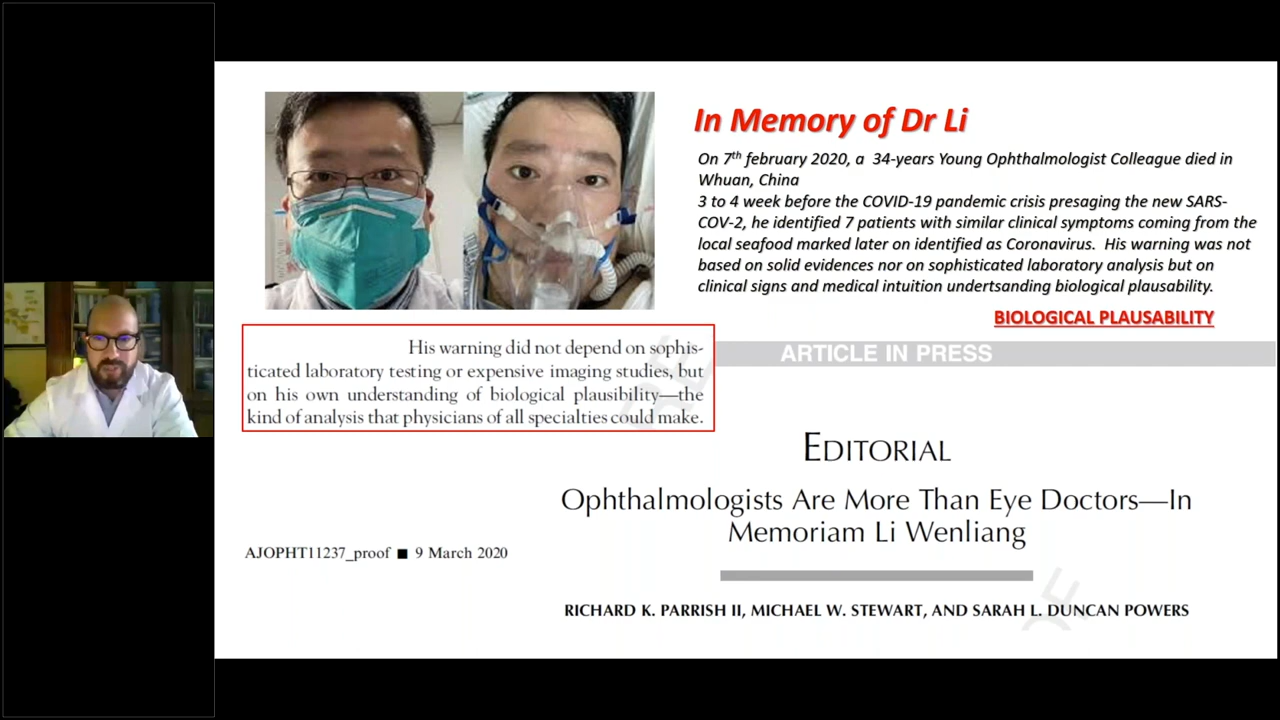 In Memory of Dr Li
On 7th february 2020, a 34-years Young Ophthalmologist Colleague died in
Whuan, China
3 to 4 week before the COVID-19 pandemic crisis presaging the new SARS-
COV-2, he identified 7 patients with similar clinical symptoms coming from the
local seafood marked later on identified as Coronavirus. His warning was not
based on solid evidences nor on sophisticated laboratory analysis but on
clinical signs and medical intuition undertsanding biological plausability.
BIOLOGICAL PLAUSABILITY
His warning did not depend on sophis-
ticated laboratory testing or expensive imaging studies, but
on his own understanding of biological plausibility—the
kind of analysis that physicians of all specialties could make.
ARTICLE IN PRESS
EDITORIAL
Ophthalmologists Are More Than Eye Doctors—In
Memoriam Li Wenliang
AJOPHT11237_proof ■ 9 March 2020
RICHARD K. PARRISH II, MICHAEL W. STEWART, AND SARAH L. DUNCAN POWERS